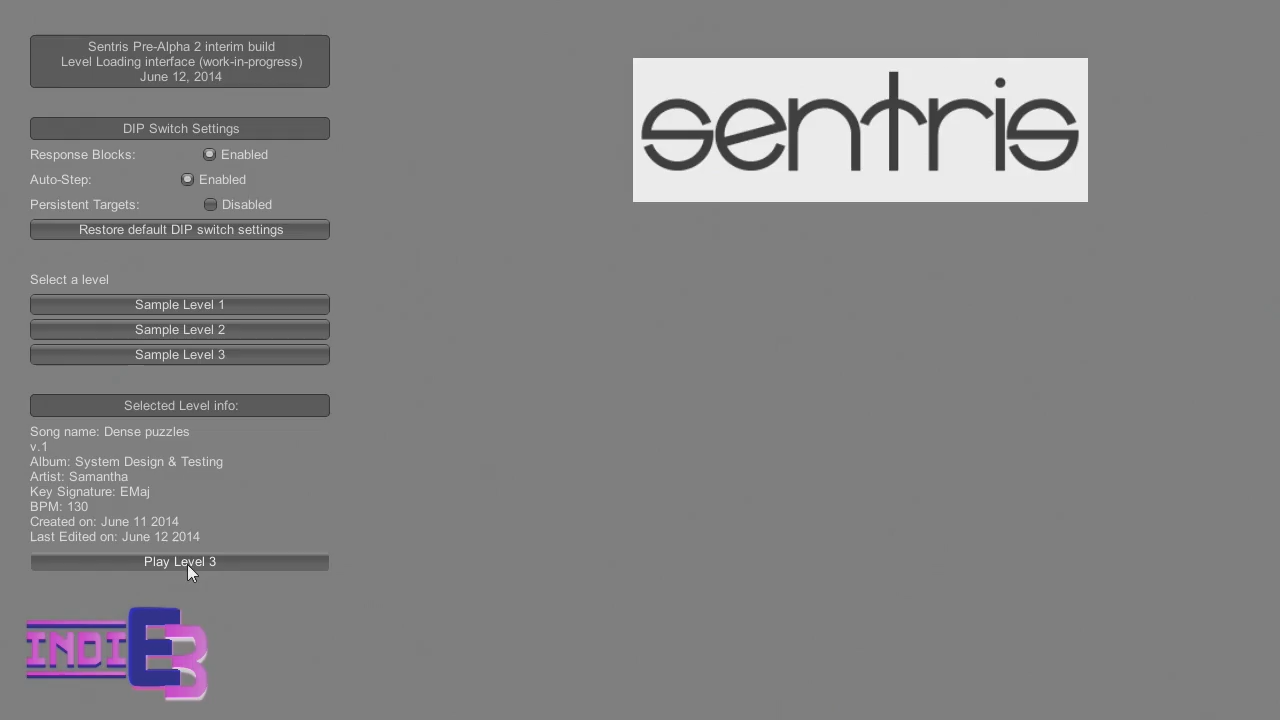 Sentris Pre-Alpha 2 interim build
Level Loading interface (work-in-progress)
June 12, 2014
DIP Switch Settings
Response Blocks: Enabled
Auto-Step: Enabled
Persistent Targets: Disabled
Restore default DIP switch settings
Select a level
Sample Level 1
Sample Level 2
Sample Level 3
Selected Level info:
Song name: Dense puzzles
v.1
Album: System Design & Testing
Artist: Samantha
Key Signature: EMaj
BPM: 130
Created on: June 11 2014
Last Edited on: June 12 2014
Play Level 3
INDIE3
sentris